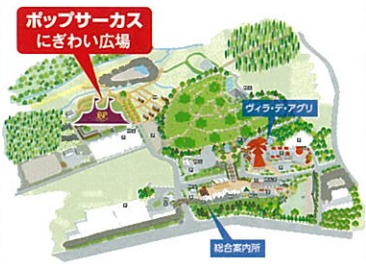 ポップサーカス
にぎわい広場
ヴィラ・デ・アグリ
総合案内所